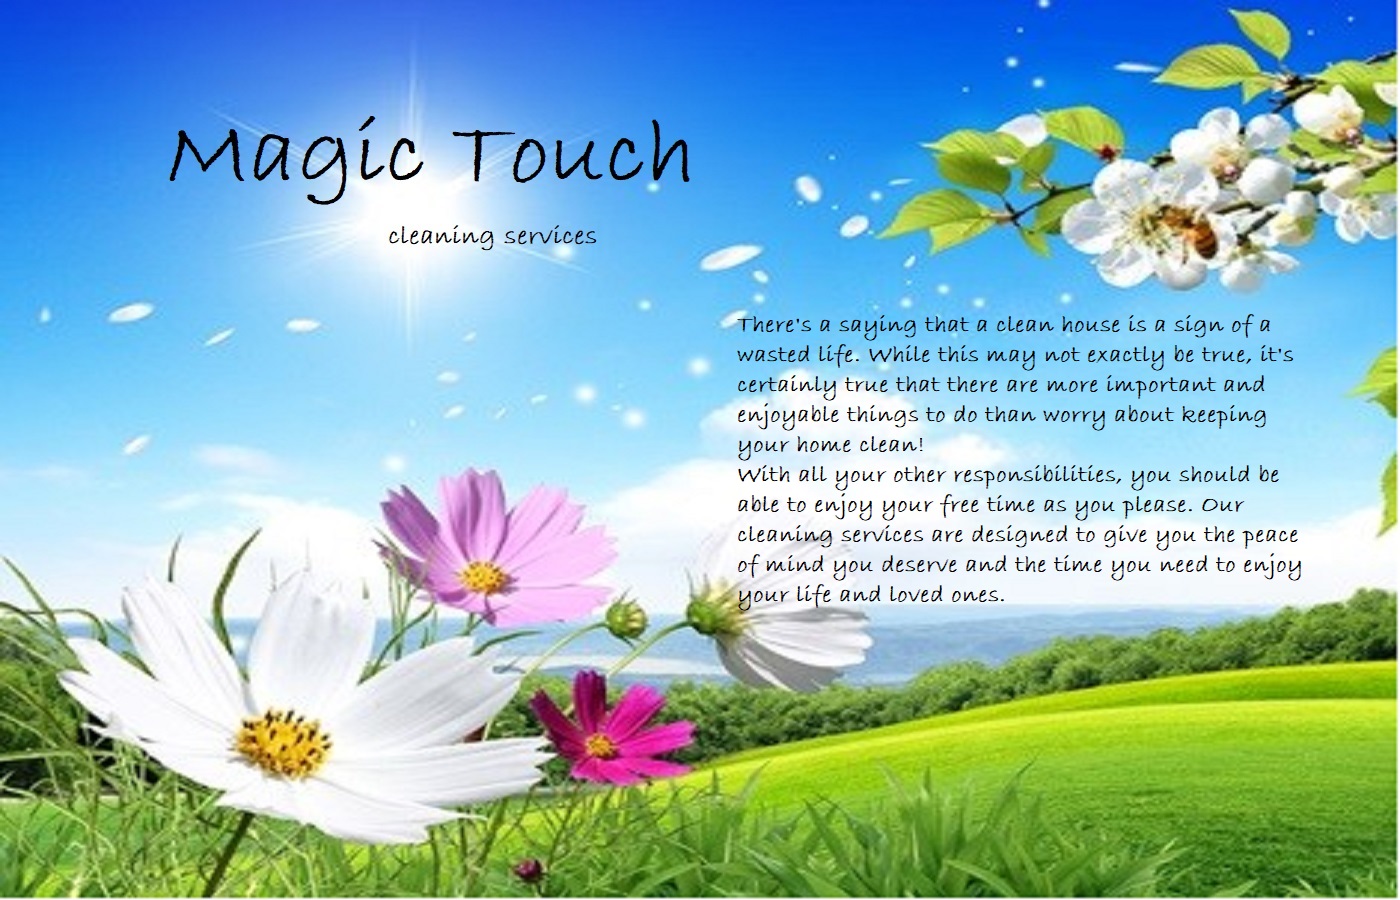 Magic Touch
cleaning services
There's a saying that a clean house is a sign of a
wasted life. While this may not exactly be true, it's
certainly true that there are more important and
enjoyable things to do than worry about keeping
your home clean!
With all your other responsibilities, you should be
able to enjoy your free time as you please. Our
cleaning services are designed to give you the peace
of mind you deserve and the time you need to enjoy
your life and loved ones.